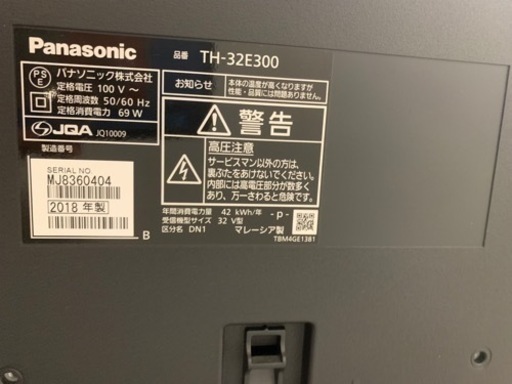 Panasonic
品番 TH-32E300
PS E
パナソニック株式会社
定格電圧 100 V ～
定格周波数 50/60 Hz
定格消費電力 69 W
JQA JQ10009
お知らせ
本体の温度が高くなりますが
性能・品質には問題ありません。
警告
高圧注意
サービスマン以外の方は、
裏ぶたをあけないでください。
内部には高電圧部分が数多く
あり、万一さわると危険です。
製造番号
SERIAL NO.
MJ8360404
2018 年製
B
年間消費電力量 42 kWh/年 -p-
受信機型サイズ 32 V型
区分名 DN1 マレーシア製
TBM4GE1381